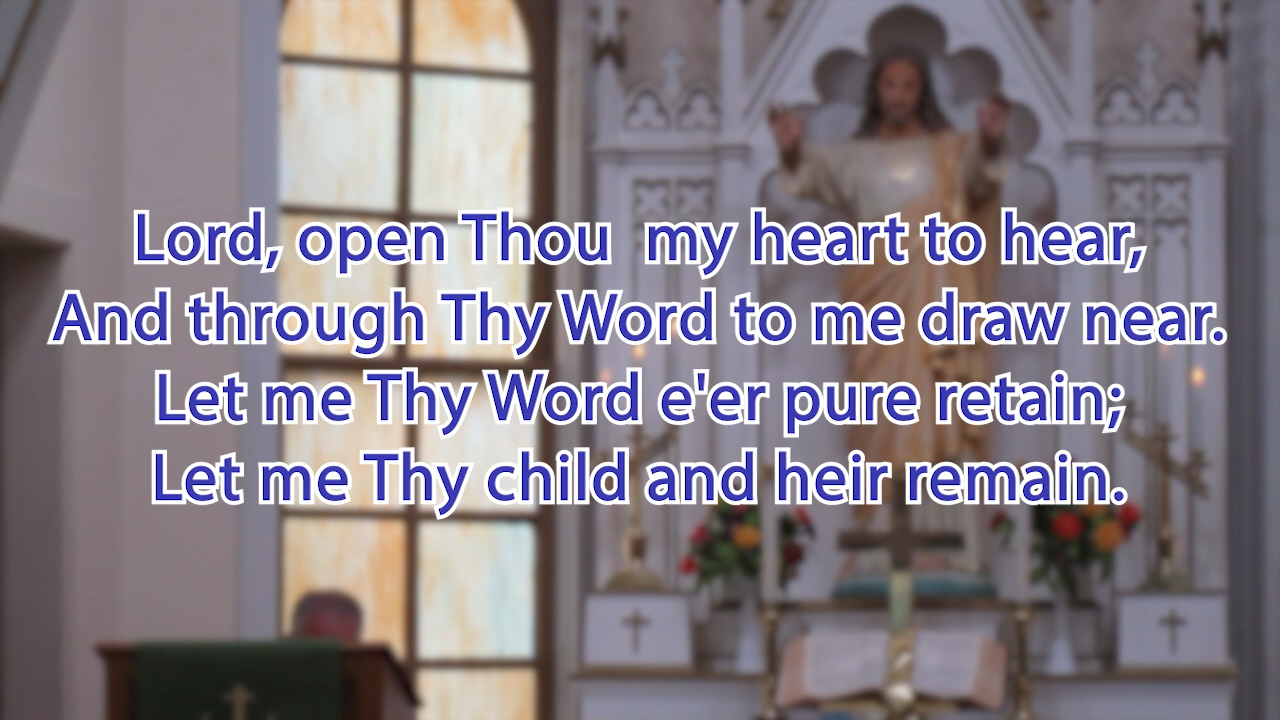 Lord, open Thou  my heart to hear,
And through Thy Word to me draw near.
Let me Thy Word e'er pure retain;
Let me Thy child and heir remain.